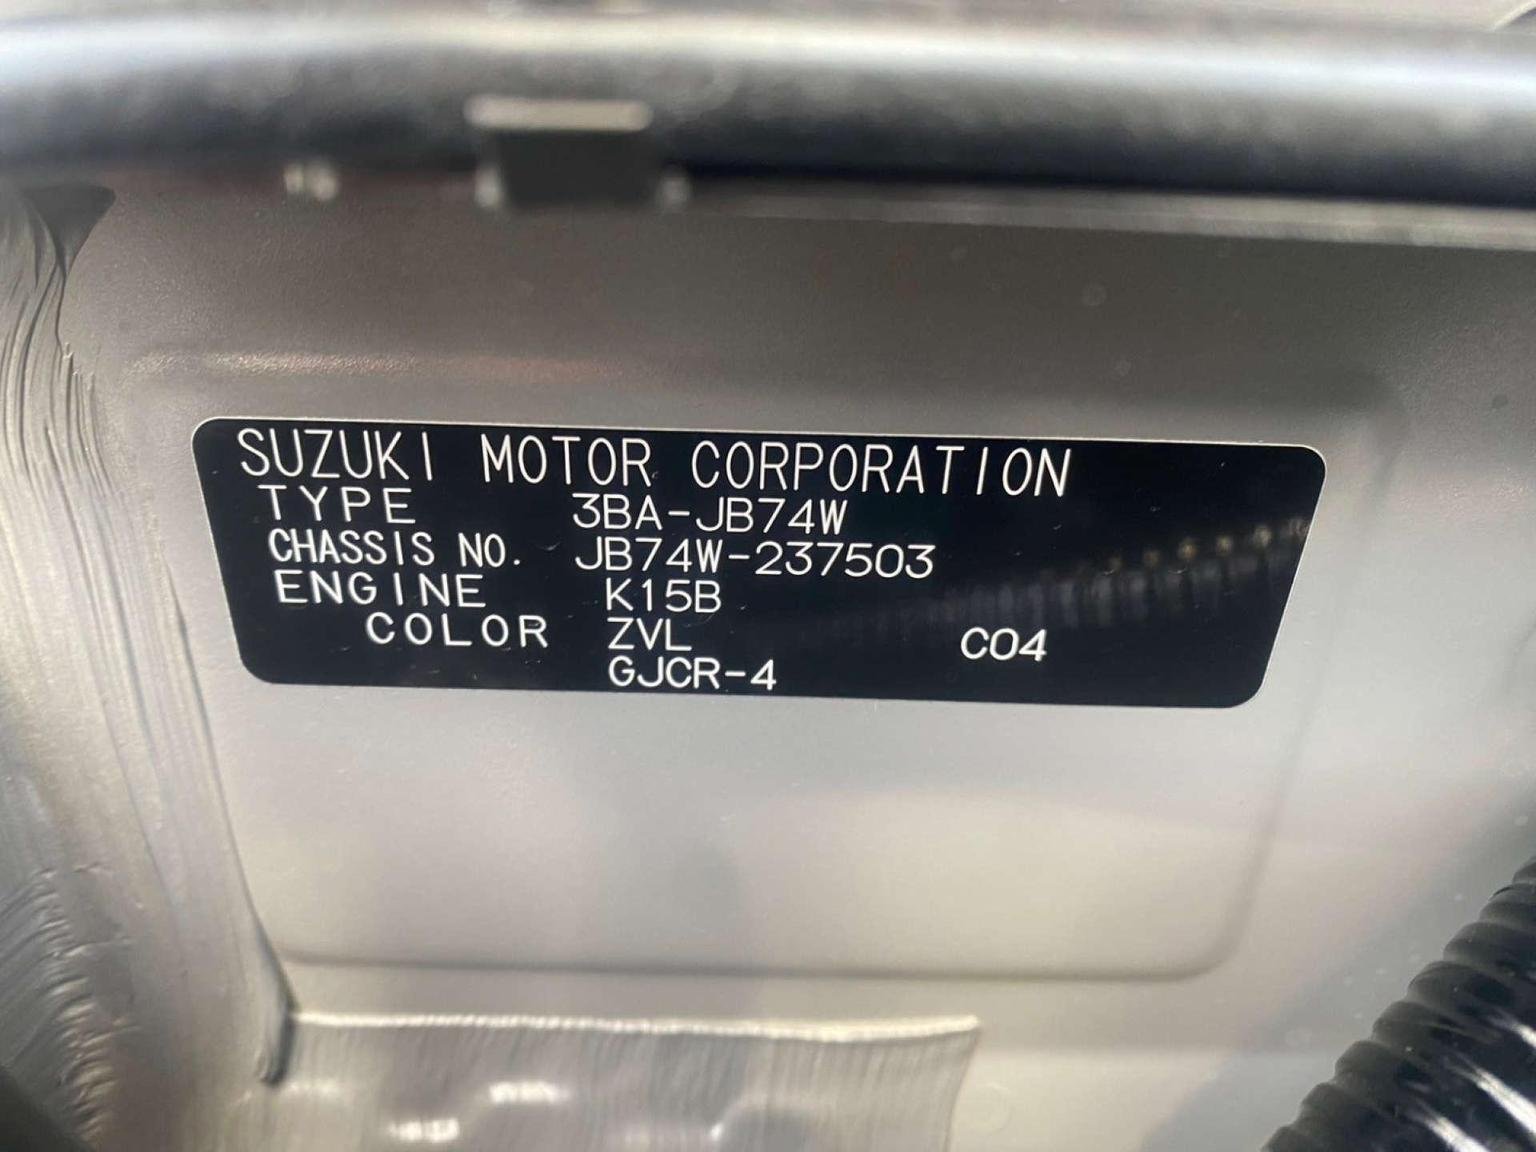 SUZUKI MOTOR CORPORATION
TYPE 3BA-JB74W
CHASSIS NO. JB74W-237503
ENGINE K15B
COLOR ZVL C04
GJCR-4